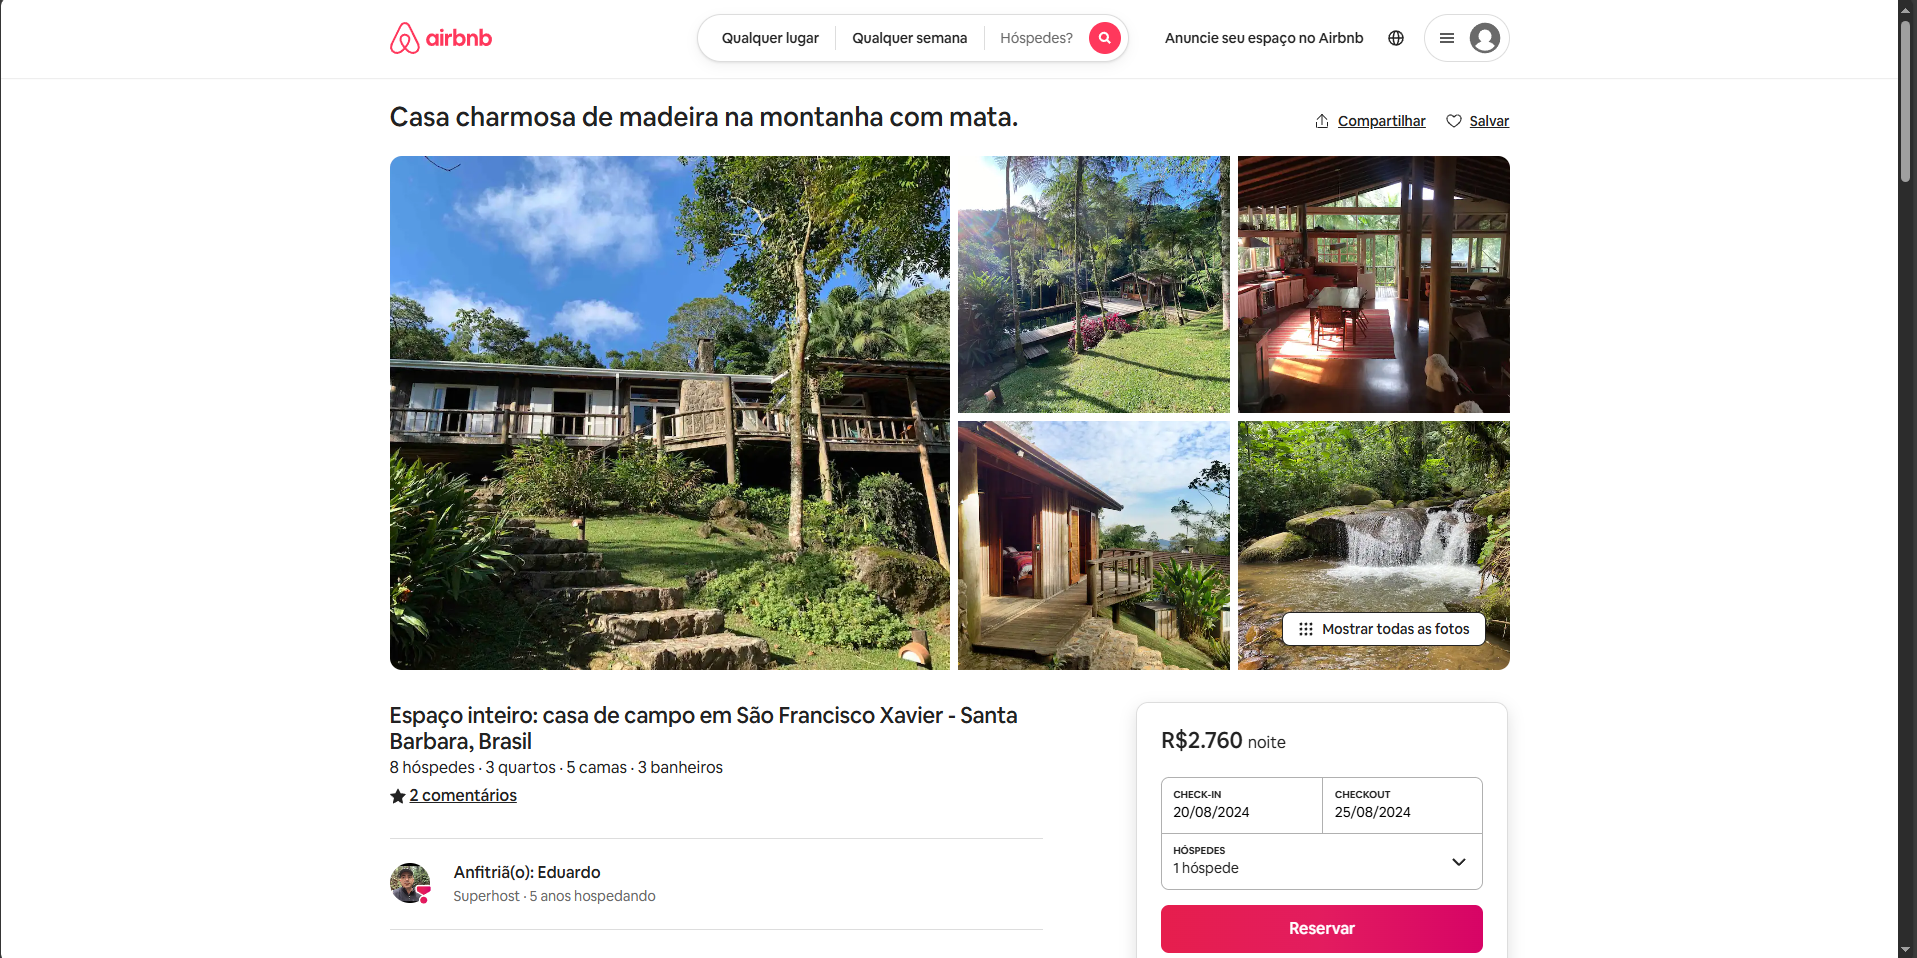 airbnb
Qualquer lugar
Qualquer semana
Hóspedes?
Anuncie seu espaço no Airbnb
Casa charmosa de madeira na montanha com mata.
Compartilhar
Salvar
Mostrar todas as fotos
Espaço inteiro: casa de campo em São Francisco Xavier - Santa
Barbara, Brasil
8 hóspedes · 3 quartos · 5 camas · 3 banheiros
2 comentários
Anfitriã(o): Eduardo
Superhost · 5 anos hospedando
R$2.760 noite
CHECK-IN
20/08/2024
CHECKOUT
25/08/2024
HÓSPEDES
1 hóspede
Reservar